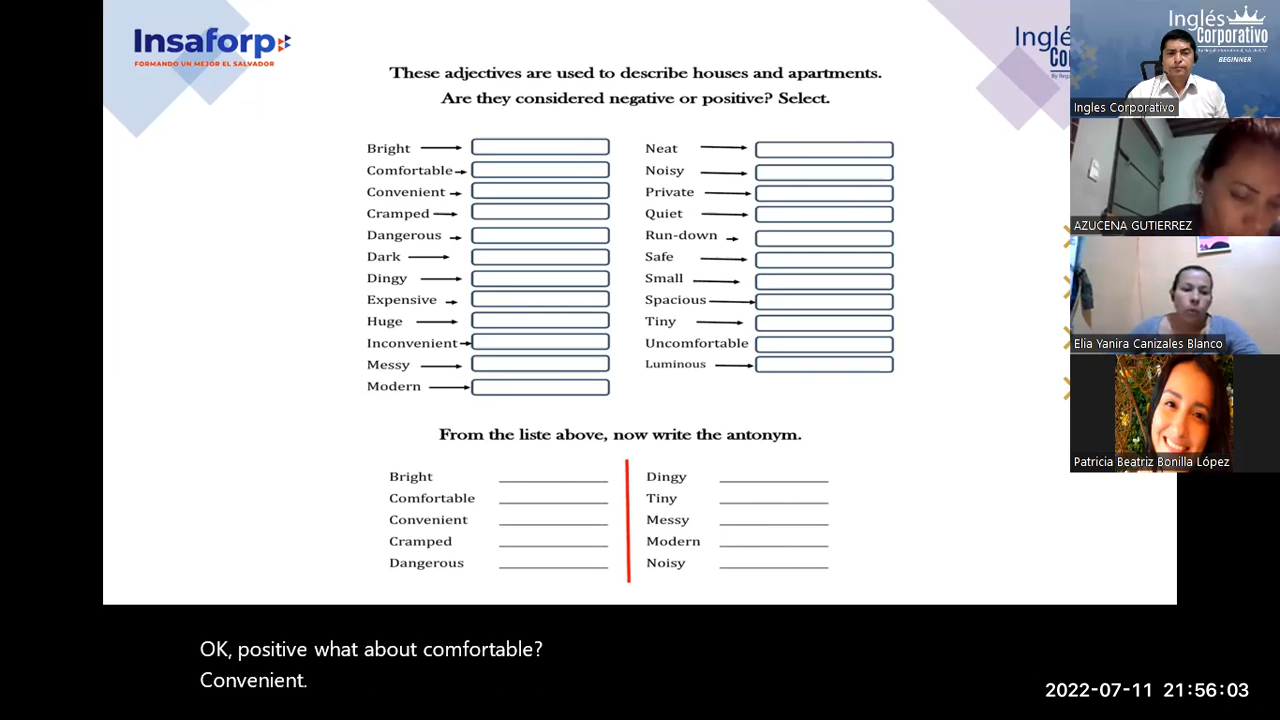 Insaforp
FORMANDO UN MEJOR EL SALVADOR
These adjectives are used to describe houses and apartments.
Are they considered negative or positive? Select.
Bright
Comfortable
Convenient
Cramped
Dangerous
Dark
Dingy
Expensive
Huge
Inconvenient
Messy
Modern
Neat
Noisy
Private
Quiet
Run-down
Safe
Small
Spacious
Tiny
Uncomfortable
Luminous
From the liste above, now write the antonym.
Bright
Comfortable
Convenient
Cramped
Dangerous
Dingy
Tiny
Messy
Modern
Noisy
Inglés
Corporativo
BEGINNER
Ingles Corporativo
AZUCENA GUTIERREZ
Elia Yanira Canizales Blanco
Patricia Beatriz Bonilla López
OK, positive what about comfortable?
Convenient.
2022-07-11 21:56:03